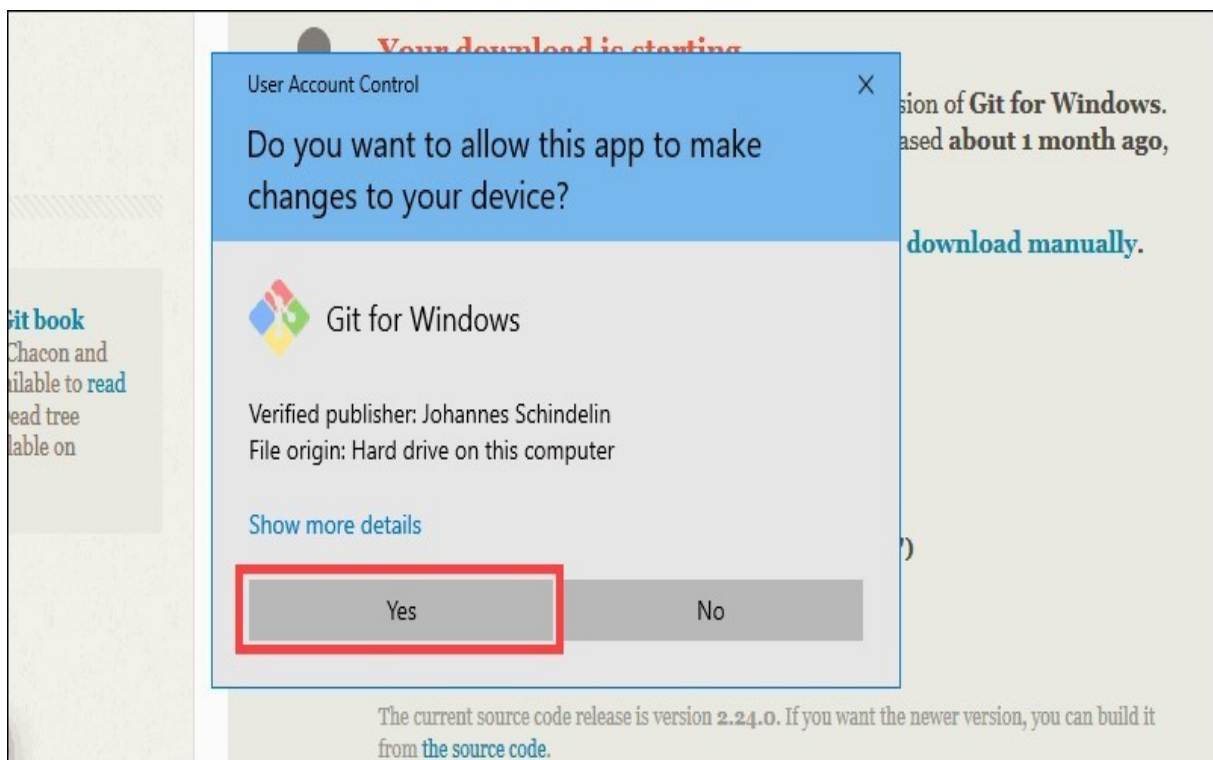 Your download is starting
User Account Control
Do you want to allow this app to make
changes to your device?
sion of Git for Windows.
ased about 1 month ago,
download manually.
Git for Windows
Git book
Chacon and
ailable to read
ead tree
lable on
Verified publisher: Johannes Schindelin
File origin: Hard drive on this computer
Show more details
')
Yes
No
The current source code release is version 2.24.0. If you want the newer version, you can build it
from the source code.